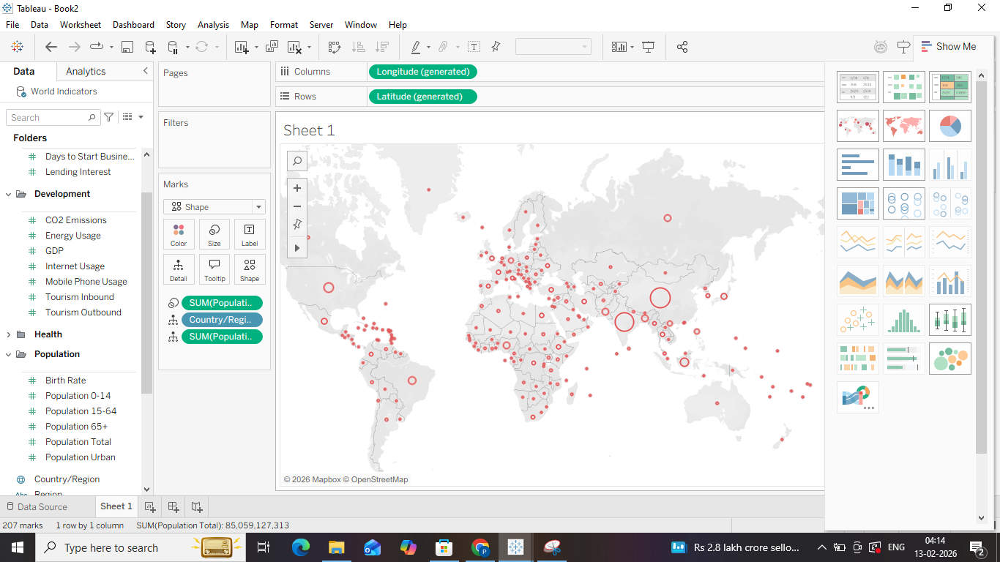 Tableau - Book2
File Data Worksheet Dashboard Story Analysis Map Format Server Window Help
Show Me
Data Analytics
World Indicators
Search
Folders
Days to Start Busine...
Lending Interest
Development
CO2 Emissions
Energy Usage
GDP
Internet Usage
Mobile Phone Usage
Tourism Inbound
Tourism Outbound
Health
Population
Birth Rate
Population 0-14
Population 15-64
Population 65+
Population Total
Population Urban
Country/Region
Abc Region
Pages
Filters
Marks
Shape
Color Size Label
Detail Tooltip Shape
SUM(Populati..
Country/Regi..
SUM(Populati..
Columns Longitude (generated)
Rows Latitude (generated)
Sheet 1
© 2026 Mapbox © OpenStreetMap
Data Source Sheet 1
207 marks 1 row by 1 column SUM(Population Total): 85,059,127,313
Type here to search
Rs 2.8 lakh crore sello...
ENG
04:14
13-02-2026
2